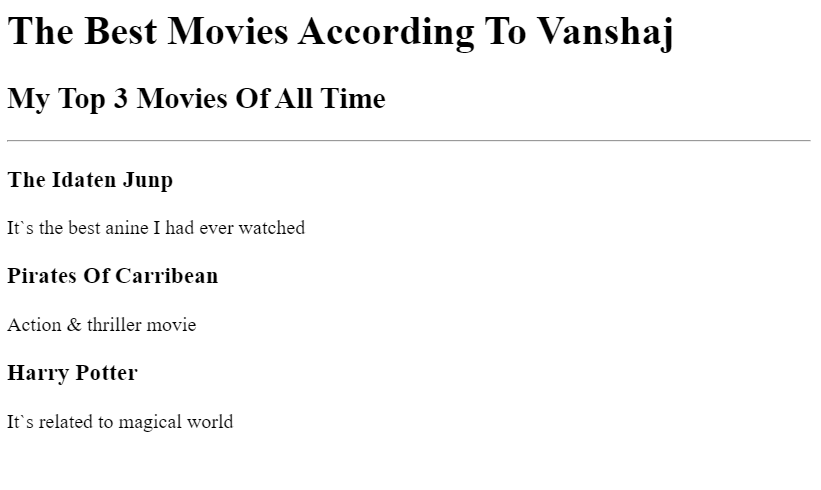 The Best Movies According To Vanshaj
My Top 3 Movies Of All Time
The Idaten Junp
It`s the best anine I had ever watched
Pirates Of Carribean
Action & thriller movie
Harry Potter
It`s related to magical world